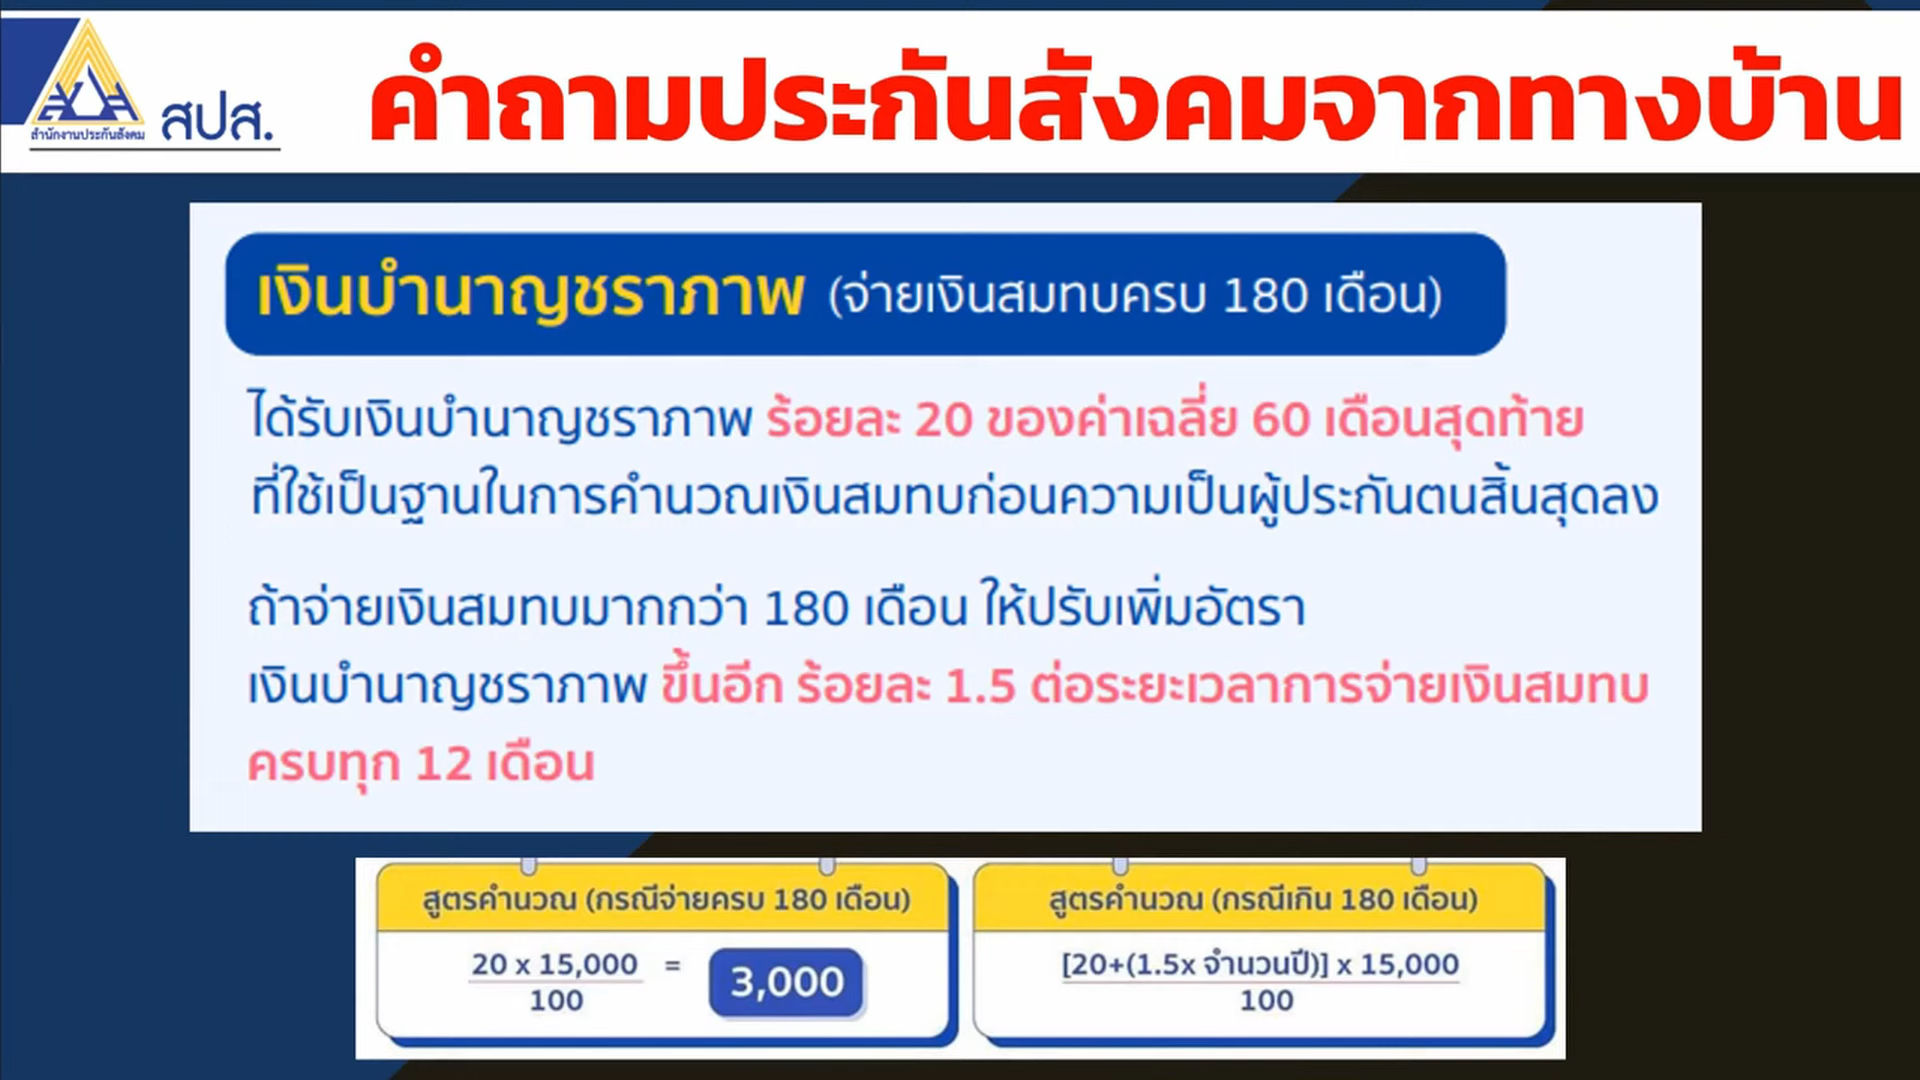 สำนักงานประกันสังคม
สปส.
คำถามประกันสังคมจากทางบ้าน
เงินบำนาญชราภาพ (จ่ายเงินสมทบครบ 180 เดือน)
ได้รับเงินบำนาญชราภาพ ร้อยละ 20 ของค่าเฉลี่ย 60 เดือนสุดท้าย
ที่ใช้เป็นฐานในการคำนวณเงินสมทบก่อนความเป็นผู้ประกันตนสิ้นสุดลง
ถ้าจ่ายเงินสมทบมากกว่า 180 เดือน ให้ปรับเพิ่มอัตรา
เงินบำนาญชราภาพ ขึ้นอีก ร้อยละ 1.5 ต่อระยะเวลาการจ่ายเงินสมทบ
ครบทุก 12 เดือน
สูตรคำนวณ (กรณีจ่ายครบ 180 เดือน)
20 x 15,000 = 3,000
100
สูตรคำนวณ (กรณีเกิน 180 เดือน)
[20+(1.5x จำนวนปี)] x 15,000
100